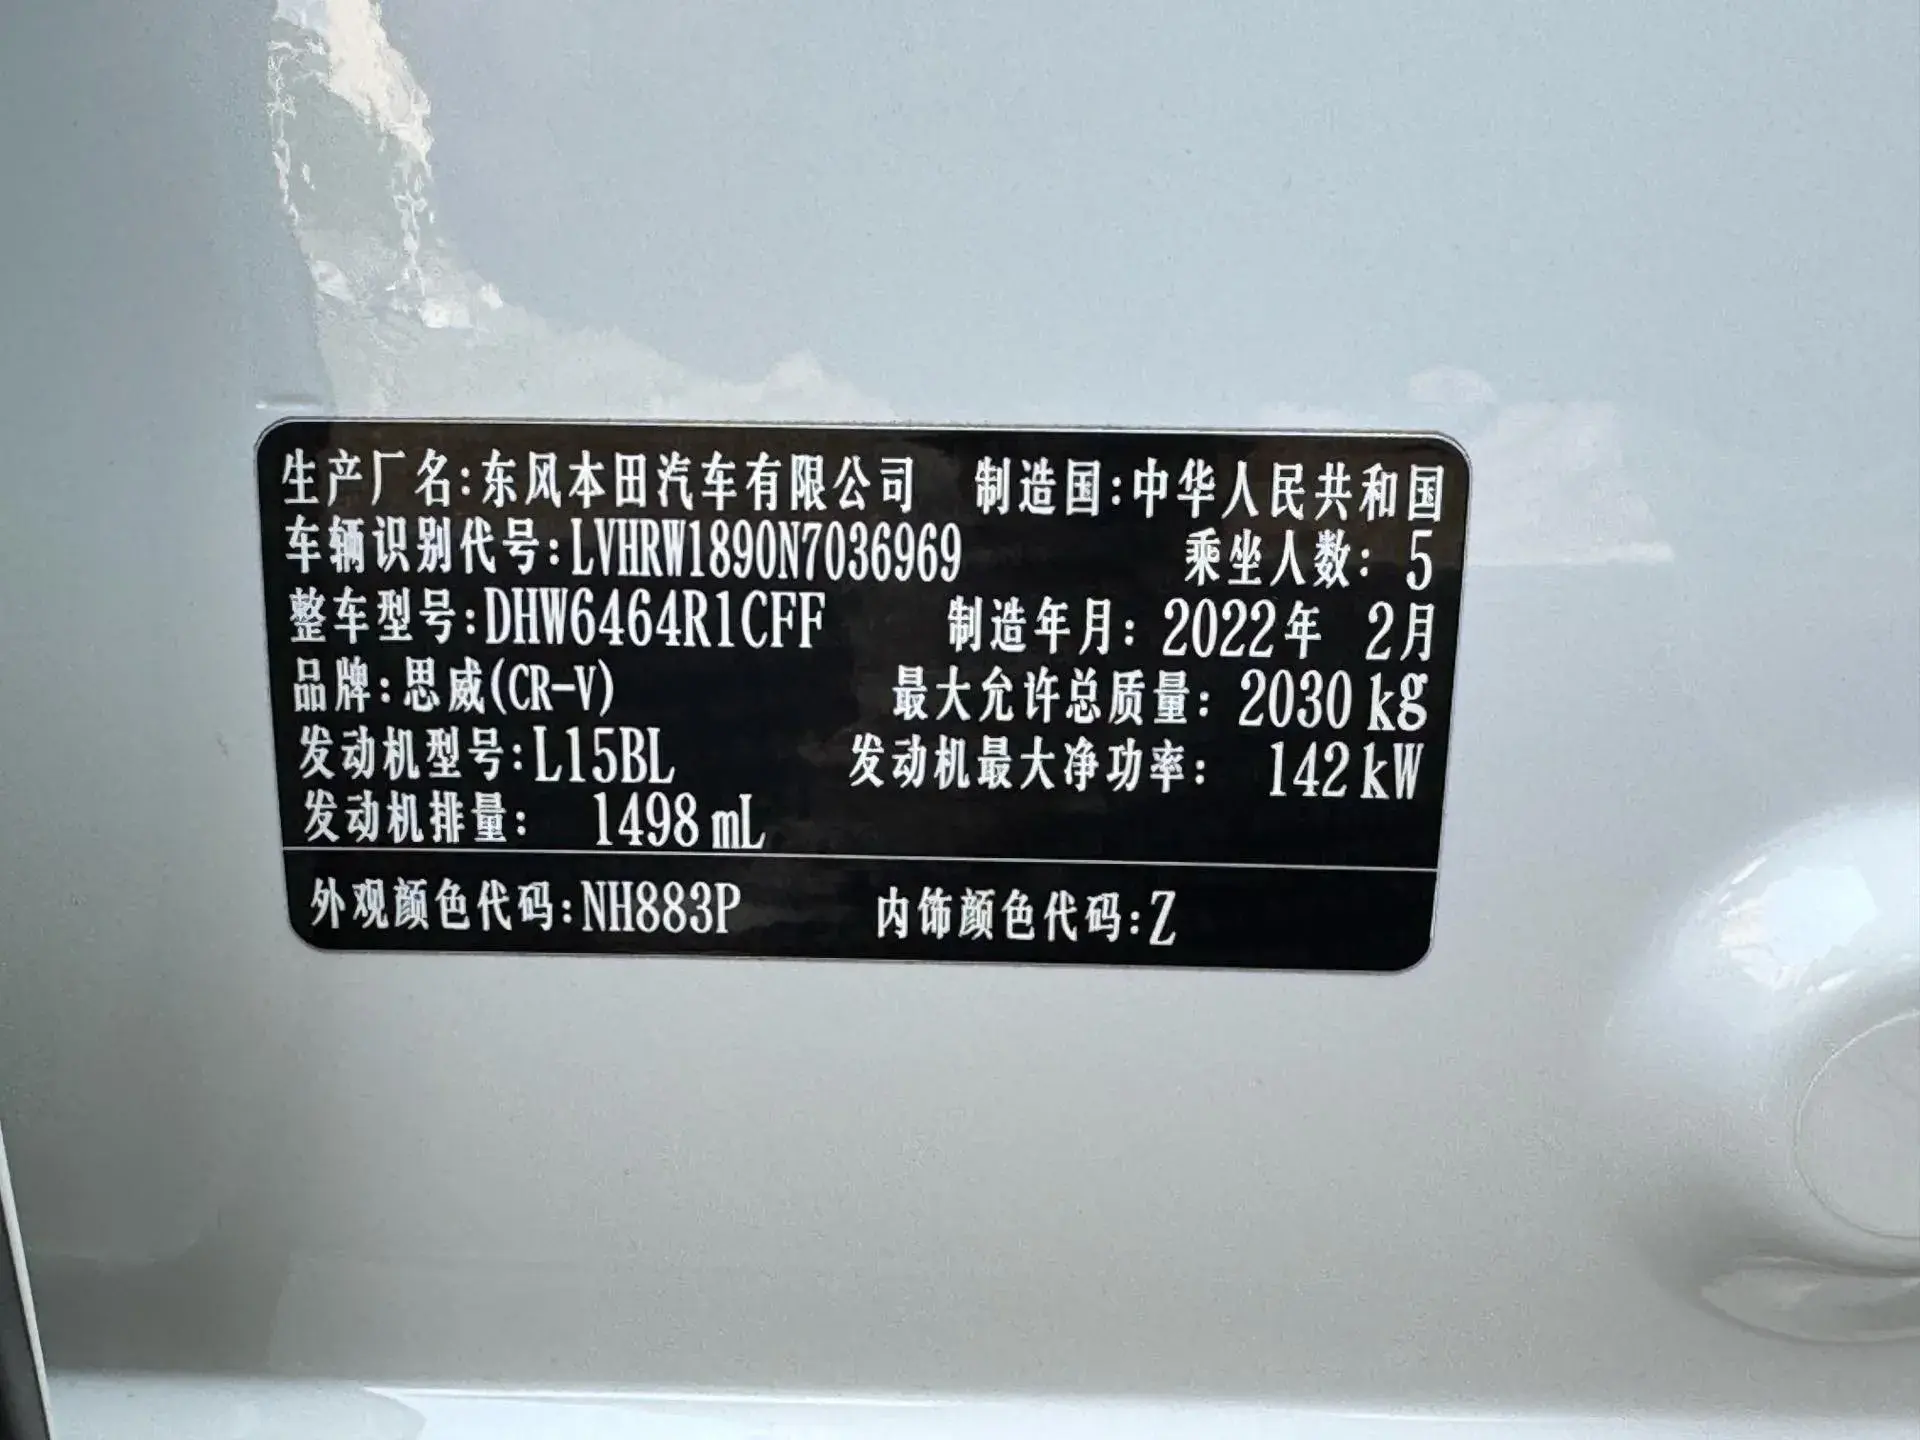 生产厂名:东风本田汽车有限公司 制造国:中华人民共和国
车辆识别代号:LVHRW1890N7036969 乘坐人数: 5
整车型号:DHW6464R1CFF 制造年月: 2022年 2月
品牌:思威(CR-V) 最大允许总质量: 2030 kg
发动机型号:L15BL 发动机最大净功率: 142 kW
发动机排量: 1498 mL
外观颜色代码:NH883P 内饰颜色代码:Z